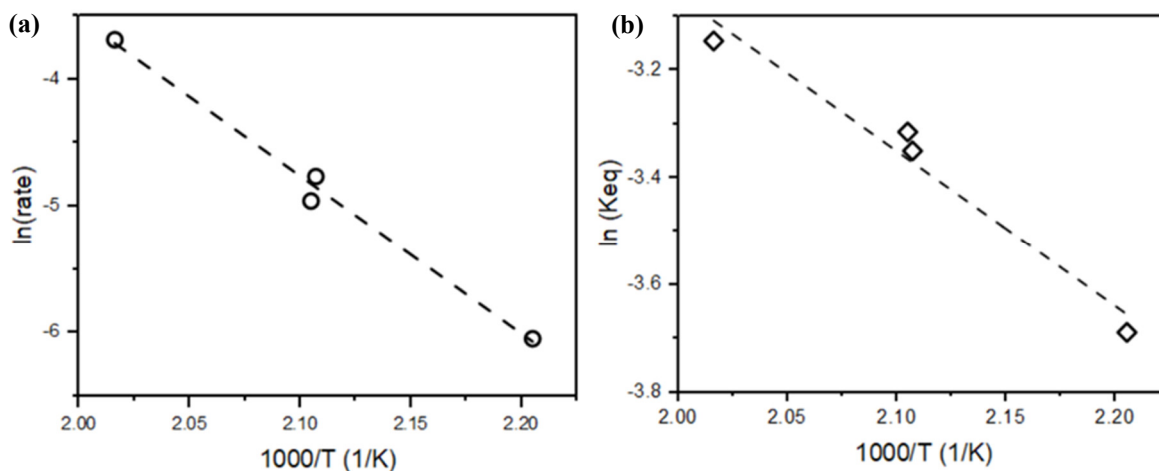 (a)
ln(rate)
-4
-5
-6
2.00
2.05
2.10
2.15
2.20
1000/T (1/K)
(b)
ln (Keq)
-3.2
-3.4
-3.6
-3.8
2.00
2.05
2.10
2.15
2.20
1000/T (1/K)